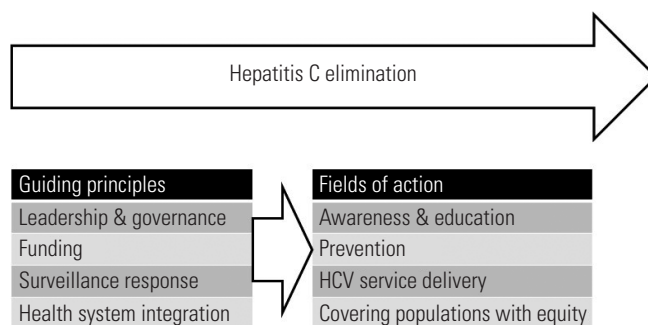 Hepatitis C elimination
Guiding principles
Leadership & governance
Funding
Surveillance response
Health system integration
Fields of action
Awareness & education
Prevention
HCV service delivery
Covering populations with equity